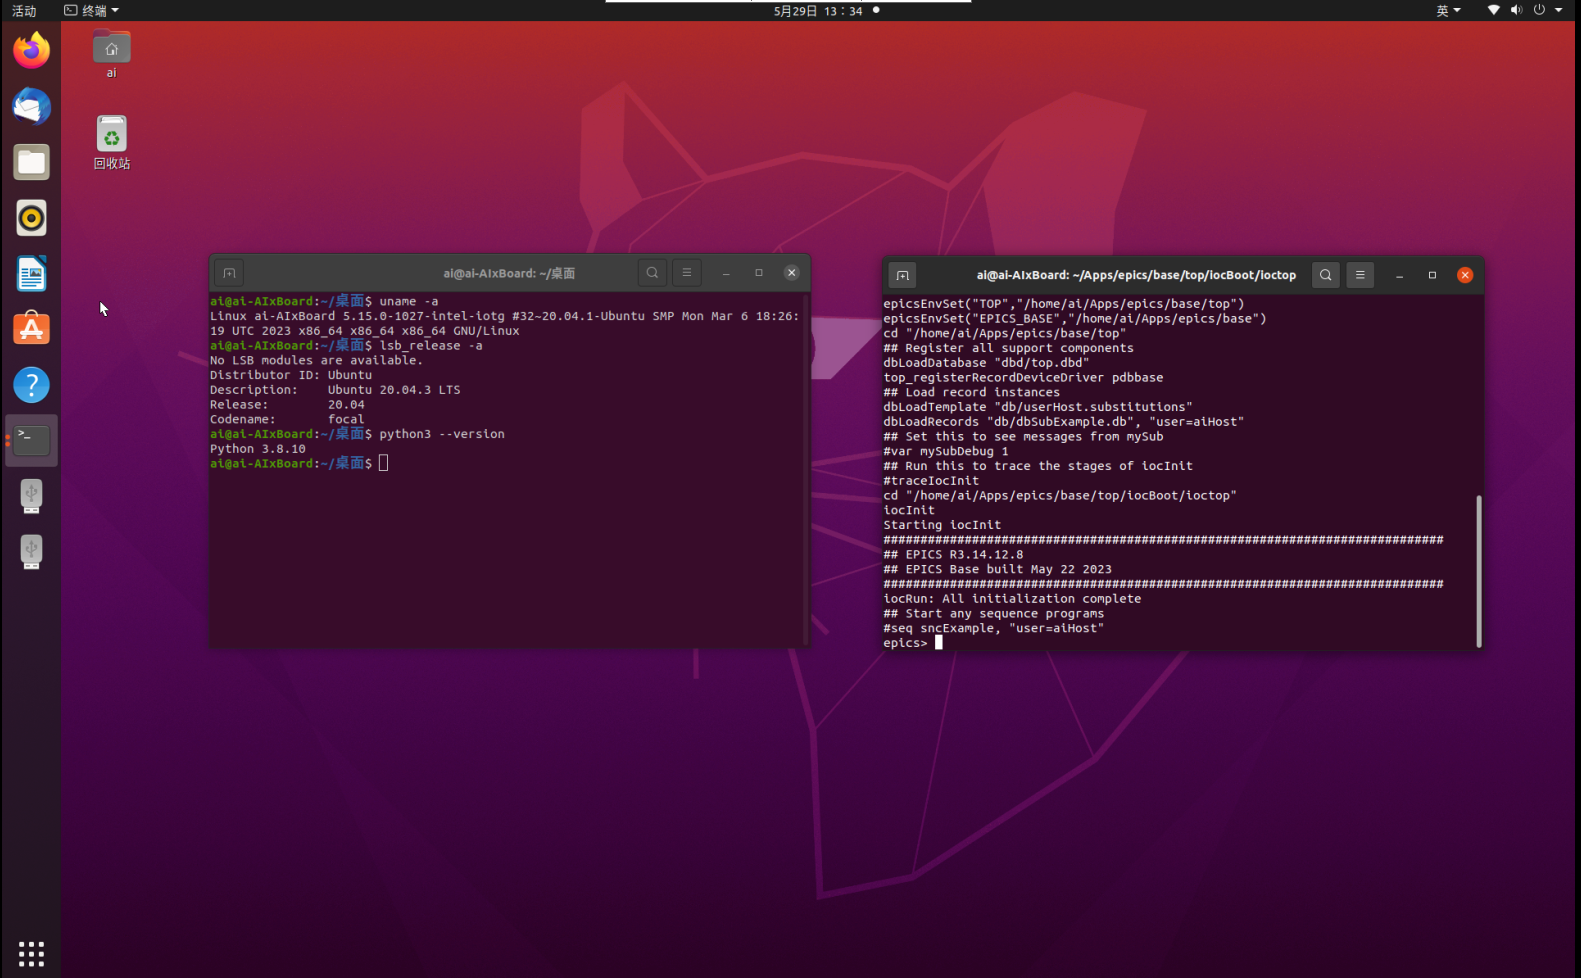 活动
终端
5月29日 13：34
英
ai
回收站
ai@ai-AIxBoard: ~/桌面
ai@ai-AIxBoard:~/桌面$ uname -a
Linux ai-AIxBoard 5.15.0-1027-intel-iotg #32~20.04.1-Ubuntu SMP Mon Mar 6 18:26:
19 UTC 2023 x86_64 x86_64 x86_64 GNU/Linux
ai@ai-AIxBoard:~/桌面$ lsb_release -a
No LSB modules are available.
Distributor ID: Ubuntu
Description:    Ubuntu 20.04.3 LTS
Release:        20.04
Codename:       focal
ai@ai-AIxBoard:~/桌面$ python3 --version
Python 3.8.10
ai@ai-AIxBoard:~/桌面$
ai@ai-AIxBoard: ~/Apps/epics/base/top/iocBoot/ioctop
epicsEnvSet("TOP","/home/ai/Apps/epics/base/top")
epicsEnvSet("EPICS_BASE","/home/ai/Apps/epics/base")
cd "/home/ai/Apps/epics/base/top"
## Register all support components
dbLoadDatabase "dbd/top.dbd"
top_registerRecordDeviceDriver pdbbase
## Load record instances
dbLoadTemplate "db/userHost.substitutions"
dbLoadRecords "db/dbSubExample.db", "user=aiHost"
## Set this to see messages from mySub
#var mySubDebug 1
## Run this to trace the stages of iocInit
#traceIocInit
cd "/home/ai/Apps/epics/base/top/iocBoot/ioctop"
iocInit
Starting iocInit
############################################################################
## EPICS R3.14.12.8
## EPICS Base built May 22 2023
############################################################################
iocRun: All initialization complete
## Start any sequence programs
#seq sncExample, "user=aiHost"
epics>